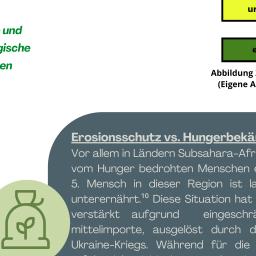 und
gische
en
Abbildung
(Eigene A
Erosionsschutz vs. Hungerbekä
Vor allem in Ländern Subsahara-Afr
vom Hunger bedrohten Menschen
5. Mensch in dieser Region ist la
unterernährt.¹⁰ Diese Situation hat
verstärkt aufgrund eingeschrä
mittelimporte, ausgelöst durch d
Ukraine-Kriegs. Während für die